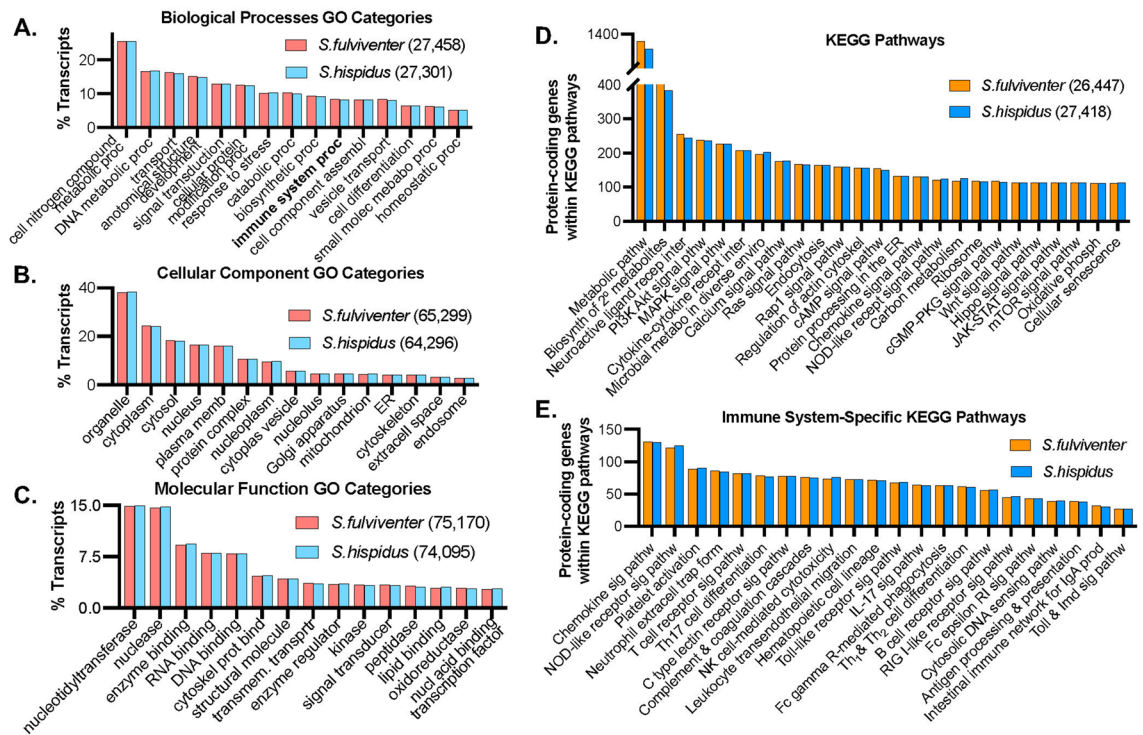 A.
Biological Processes GO Categories
% Transcripts
20
10
0
S.fulviventer (27,458)
S.hispidus (27,301)
cell nitrogen compound
metabolic proc
DNA metabolic proc
transport
anotomical structure
development
signal transduction
cellular protein
modification proc
response to stress
catabolic proc
biosynthetic proc
immune system proc
cell component assembl
vesicle transport
cell differentiation
small molec mebabo proc
homeostatic proc
B.
Cellular Component GO Categories
% Transcripts
40
20
0
S.fulviventer (65,299)
S.hispidus (64,296)
organelle
cytoplasm
cytosol
nucleus
plasma memb
protein complex
nucleoplasm
cytoplas vesicle
nucleolus
Golgi apparatus
mitochondrion
ER
cytoskeleton
extracell space
endosome
C.
Molecular Function GO Categories
% Transcripts
15.0
7.5
0.0
S.fulviventer (75,170)
S.hispidus (74,095)
nucleotidyltransferase
nuclease
enzyme binding
RNA binding
DNA binding
cytoskel prot bind
structural molecule
transmem transprt
enzyme regulator
kinase
signal transducer
peptidase
lipid binding
oxidoreductase
nucl acid binding
transcription factor
D.
KEGG Pathways
Protein-coding genes
within KEGG pathways
1400
400
300
200
100
0
S.fulviventer (26,447)
S.hispidus (27,418)
Metabolic pathw
Biosynth of 2º metabolites
Neuroactive ligand recep inter
PI3K Akt signal pathw
MAPK signal pathw
Cytokine-cytokine recept inter
Microbial metabo in diverse enviro
Calcium signal pathw
Ras signal pathw
Endocytosis
Rap1 signal pathw
Regulation of actin cytoskel
cAMP signal pathw
Protein processing in the ER
Chemokine signal pathw
NOD-like recept signal pathw
Carbon metabolism
Ribosome
cGMP-PKG signal pathw
Wnt signal pathw
Hippo signal pathw
JAK-STAT signal pathw
mTOR signal pathw
Oxidative phosph
Cellular senescence
E.
Immune System-Specific KEGG Pathways
Protein-coding genes
within KEGG pathways
150
100
50
0
S.fulviventer
S.hispidus
Chemokine sig pathw
NOD-like receptor sig pathw
Platelet activation
Neutrophil extracel trap form
T cell receptor sig pathw
Th17 cell differentiation
C type lectin receptor sig pathw
Complement & coagulation cascades
NK cell-mediated cytotoxicity
Leukocyte transendothelial migration
Hematopoietic cell lineage
Toll-like receptor sig pathw
IL-17 sig pathw
Fc gamma R-mediated phagocytosis
Th1 & Th2 cell differentiation
B cell receptor sig pathw
RIG I-like receptor sig pathw
Fc epsilon RI sig pathw
Cytosolic DNA sensing pathw
Antigen processing & presentation
Intestinal immune network for IgA prod
Toll & Imd sig pathw